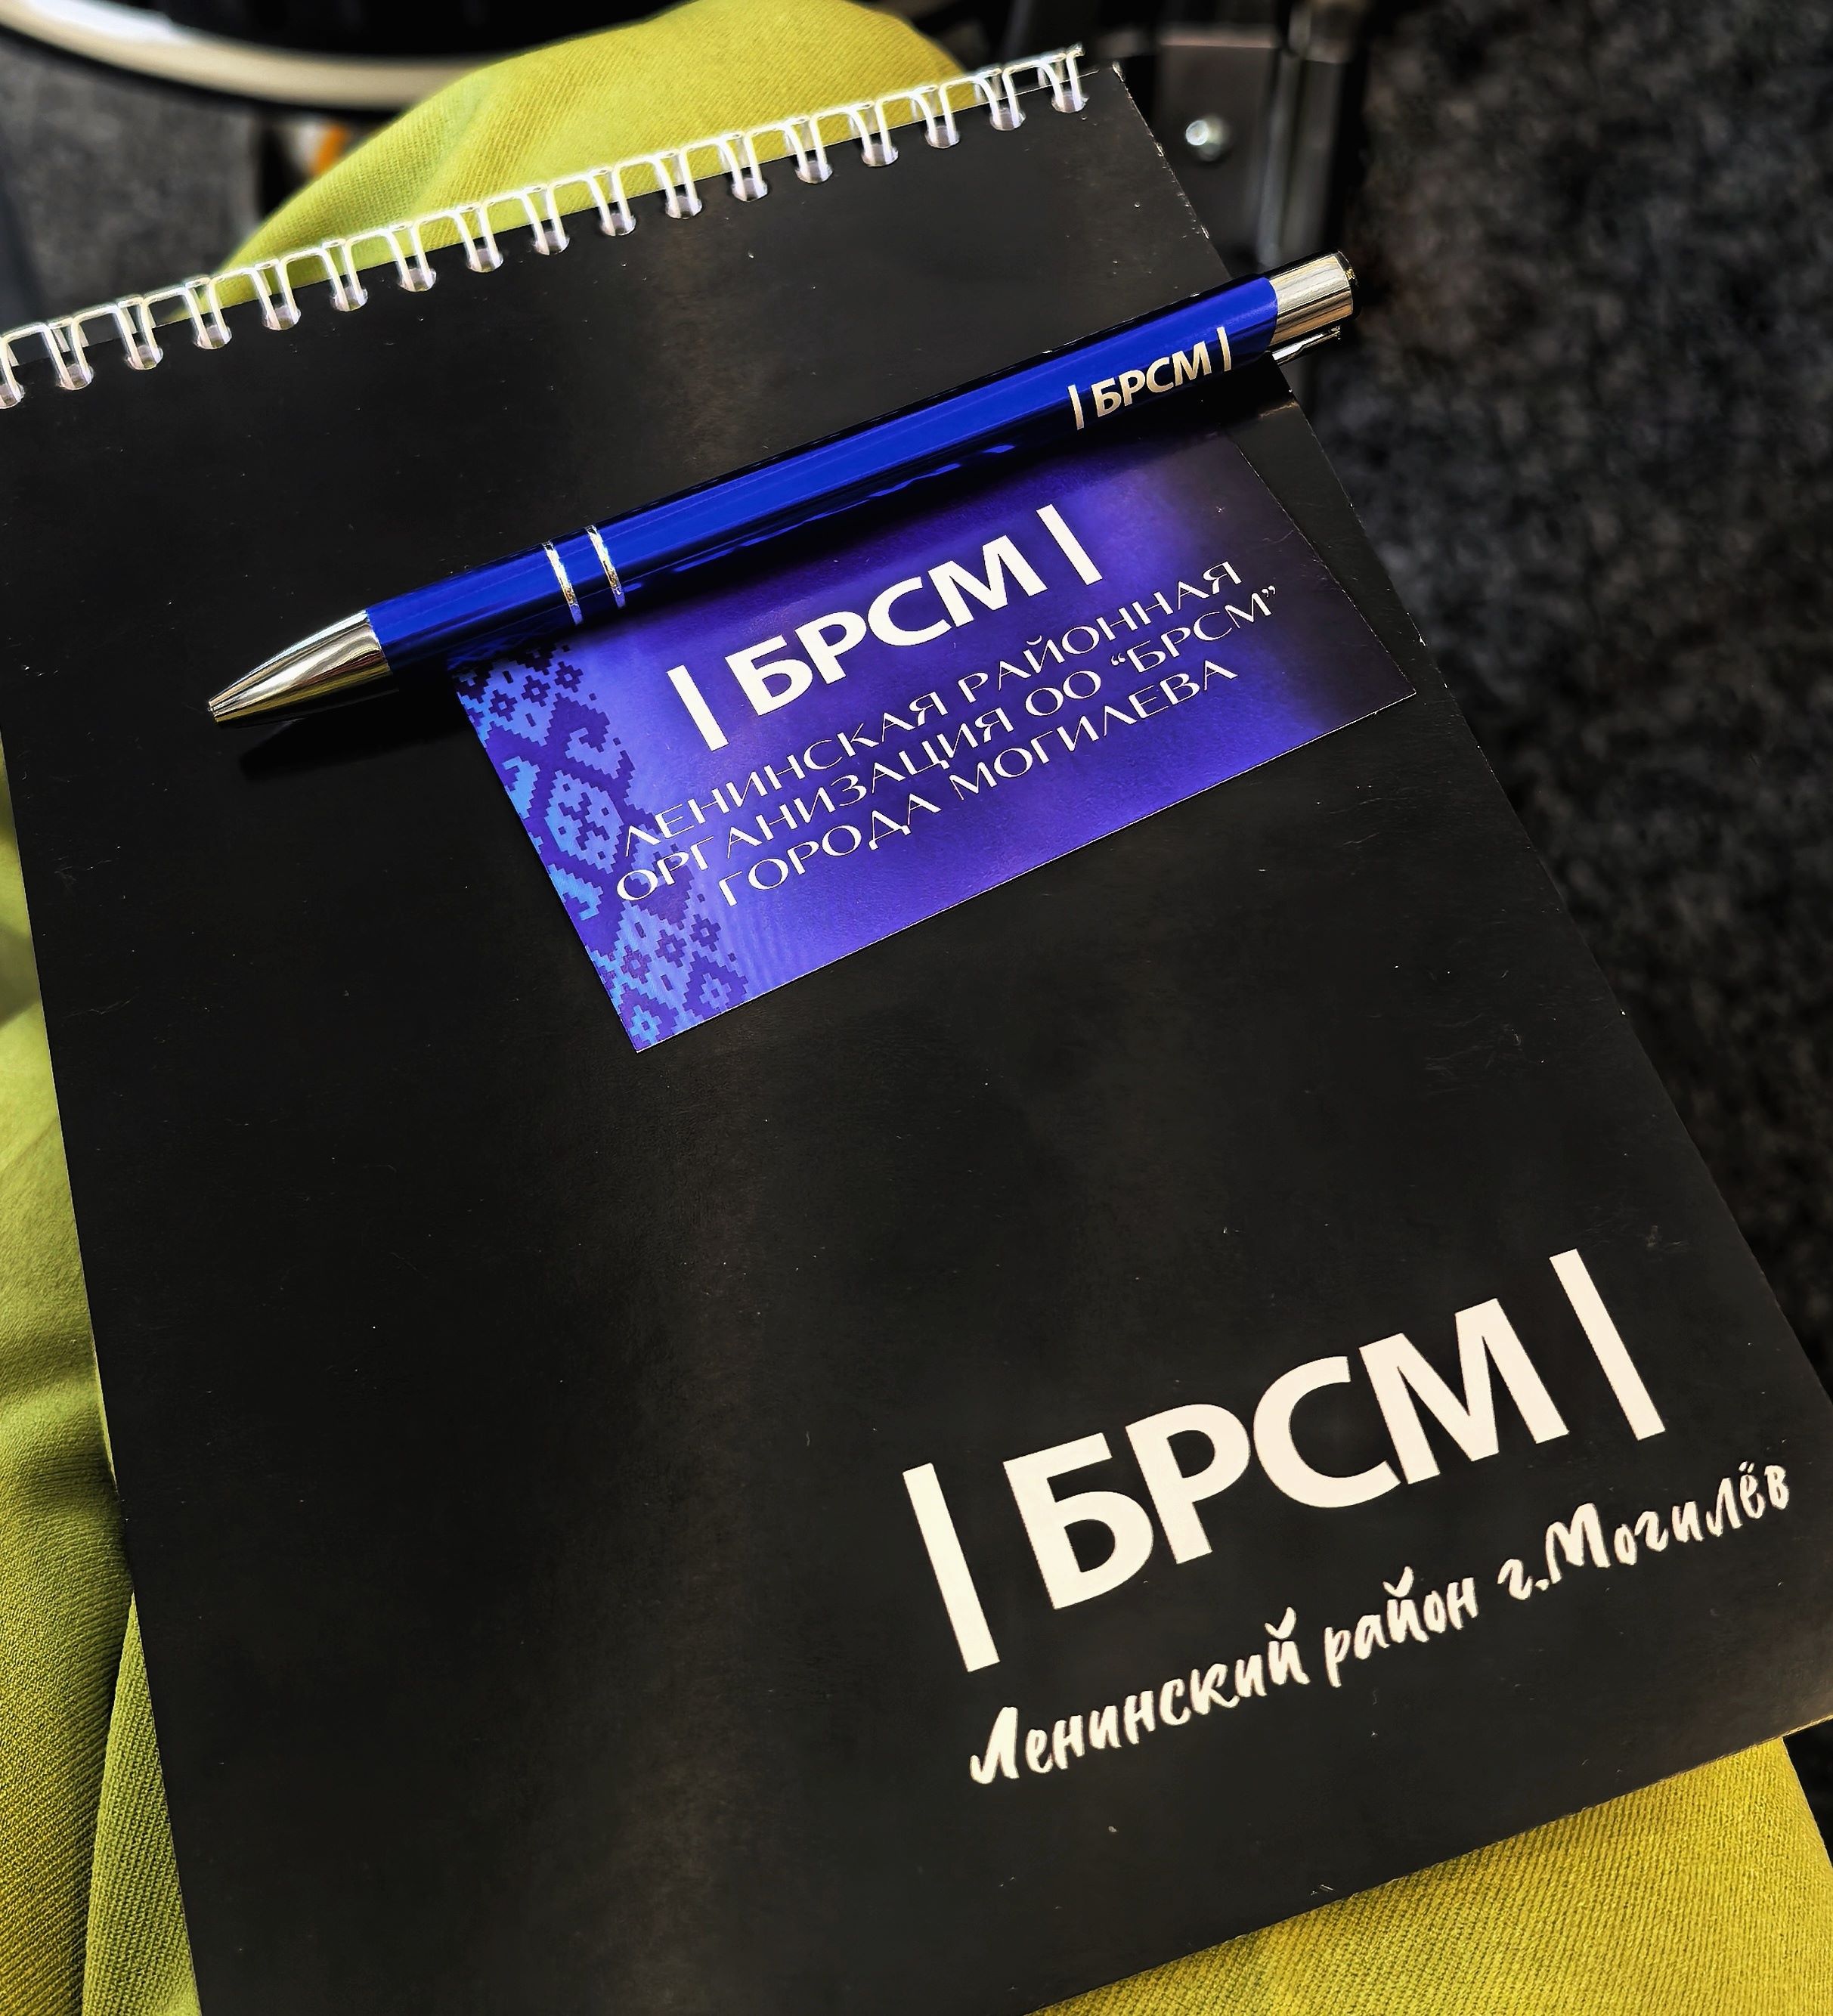 |БРСМ|
|БРСМ|
ЛЕНИНСКАЯ РАЙОННАЯ
ОРГАНИЗАЦИЯ ОО “БРСМ”
ГОРОДА МОГИЛЕВА
|БРСМ|
Ленинский район г.Могилёв